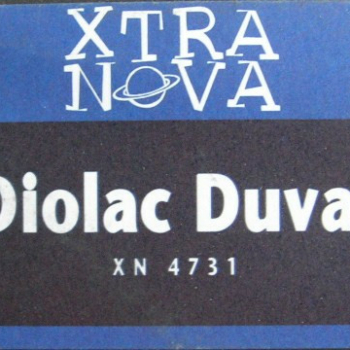 XTRA
NOVA
Diolac Duva
XN 4731